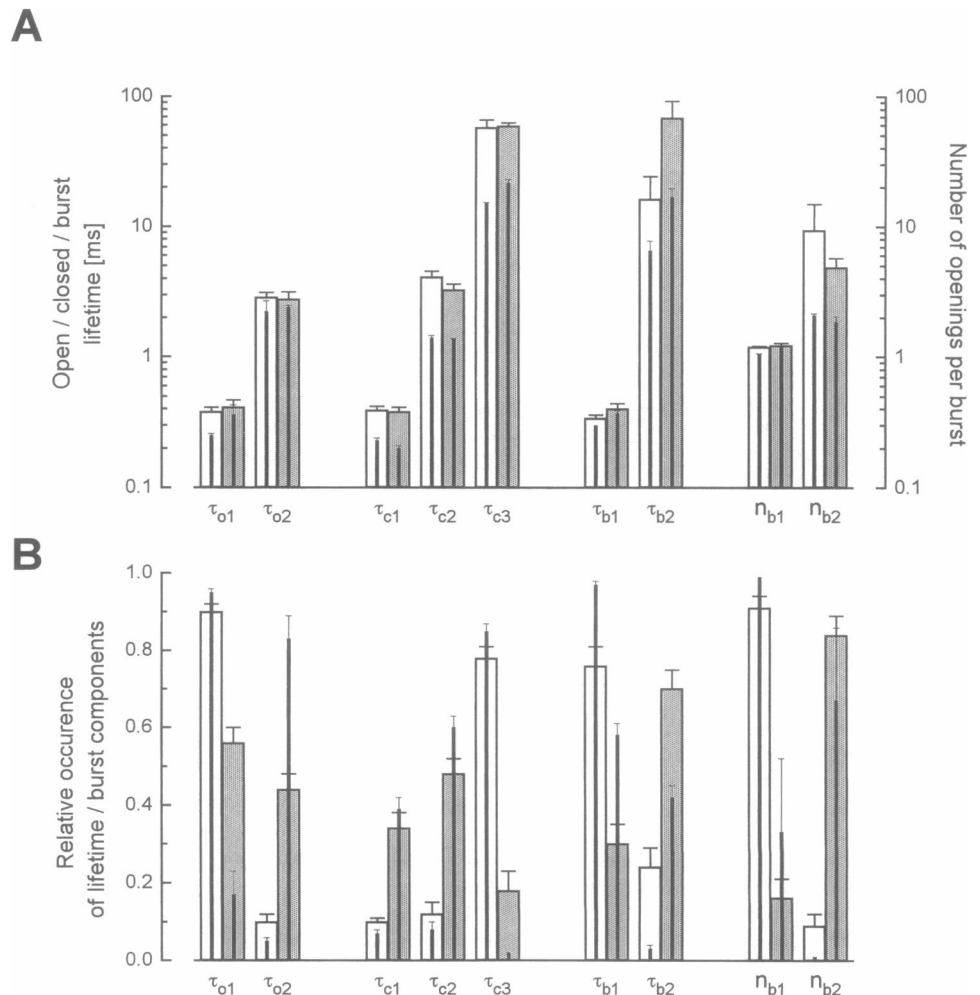 A
Open / closed / burst
lifetime [ms]
100
10
1
0.1
100
10
1
0.1
Number of openings per burst
τo1 τo2 τc1 τc2 τc3 τb1 τb2 nb1 nb2
B
Relative occurence
of lifetime / burst components
1.0
0.8
0.6
0.4
0.2
0.0
τo1 τo2 τc1 τc2 τc3 τb1 τb2 nb1 nb2